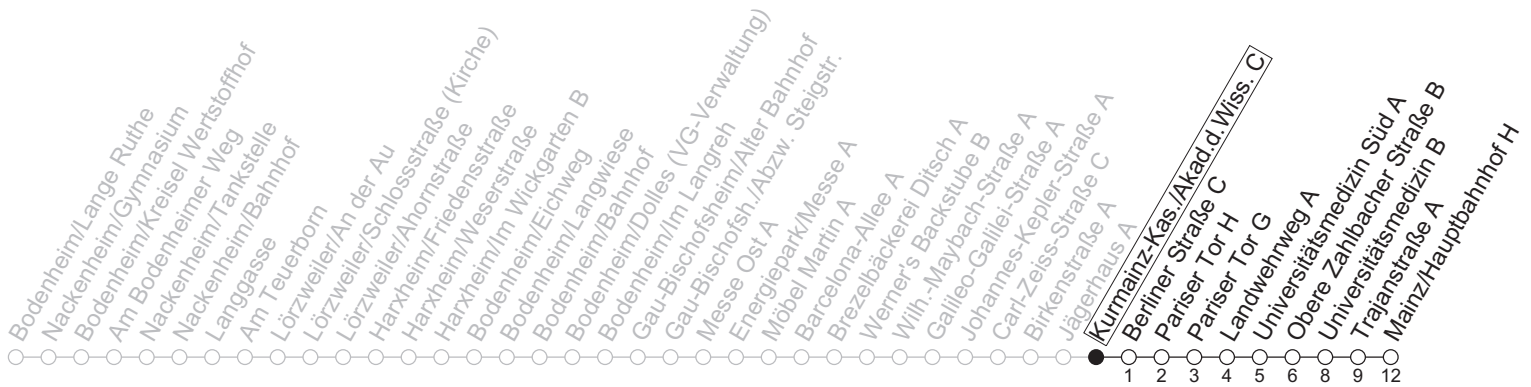 Bodenheim/Lange Ruthe
Nackenheim/Gymnasium
Bodenheim/Kreisel Wertstoffhof
Am Bodenheimer Weg
Nackenheim/Tankstelle
Nackenheim/Bahnhof
Langgasse
Am Teuerborn
Lörzweiler/An der Au
Lörzweiler/Schlossstraße (Kirche)
Lörzweiler/Ahornstraße
Harxheim/Friedensstraße
Harxheim/Weserstraße
Harxheim/Im Wickgarten B
Bodenheim/Eichweg
Bodenheim/Langwiese
Bodenheim/Bahnhof
Bodenheim/Dolles (VG-Verwaltung)
Bodenheim/Im Langreh
Gau-Bischofsheim/Alter Bahnhof
Gau-Bischofsh./Abzw. Steigstr.
Messe Ost A
Energiepark/Messe A
Möbel Martin A
Barcelona-Allee A
Brezelbäckerei Ditsch A
Werner's Backstube B
Wilh.-Maybach-Straße A
Galileo-Galilei-Straße A
Johannes-Kepler-Straße A
Carl-Zeiss-Straße C
Birkenstraße A
Jägerhaus A
Kurmainz-Kas./Akad.d.Wiss. C
Berliner Straße C
Pariser Tor H
Pariser Tor G
Landwehrweg A
Universitätsmedizin Süd A
Obere Zahlbacher Straße B
Universitätsmedizin B
Trajanstraße A
Mainz/Hauptbahnhof H
1 2 3 4 5 6 8 9 12